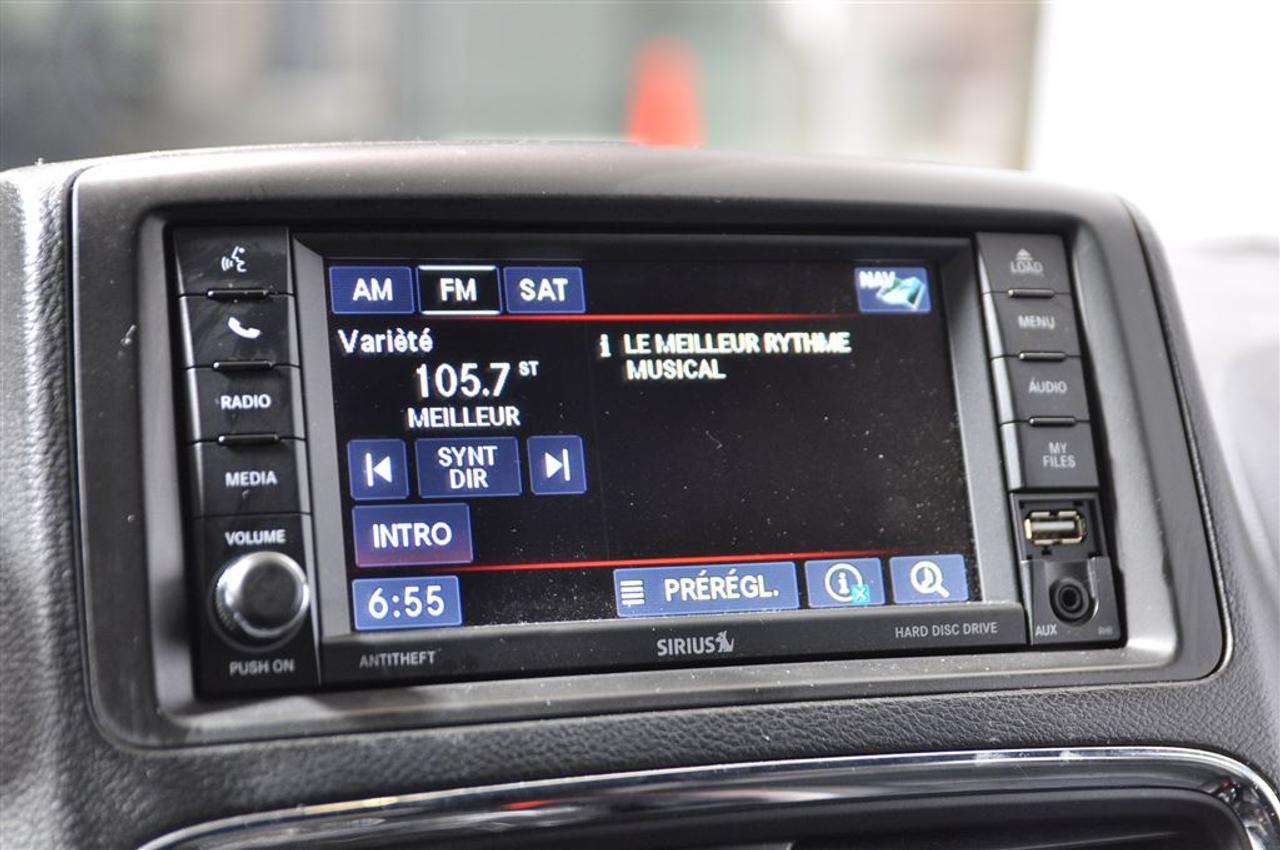 AM FM SAT NAV
Varièté
105.7 ST
MEILLEUR
SYNT
DIR
INTRO
6:55
i LE MEILLEUR RYTHME
MUSICAL
PRÉRÉGL.
RADIO
MEDIA
VOLUME
PUSH ON
ANTITHEFT
SIRIUS
HARD DISC DRIVE
LOAD
MENU
AUDIO
MY
FILES
AUX